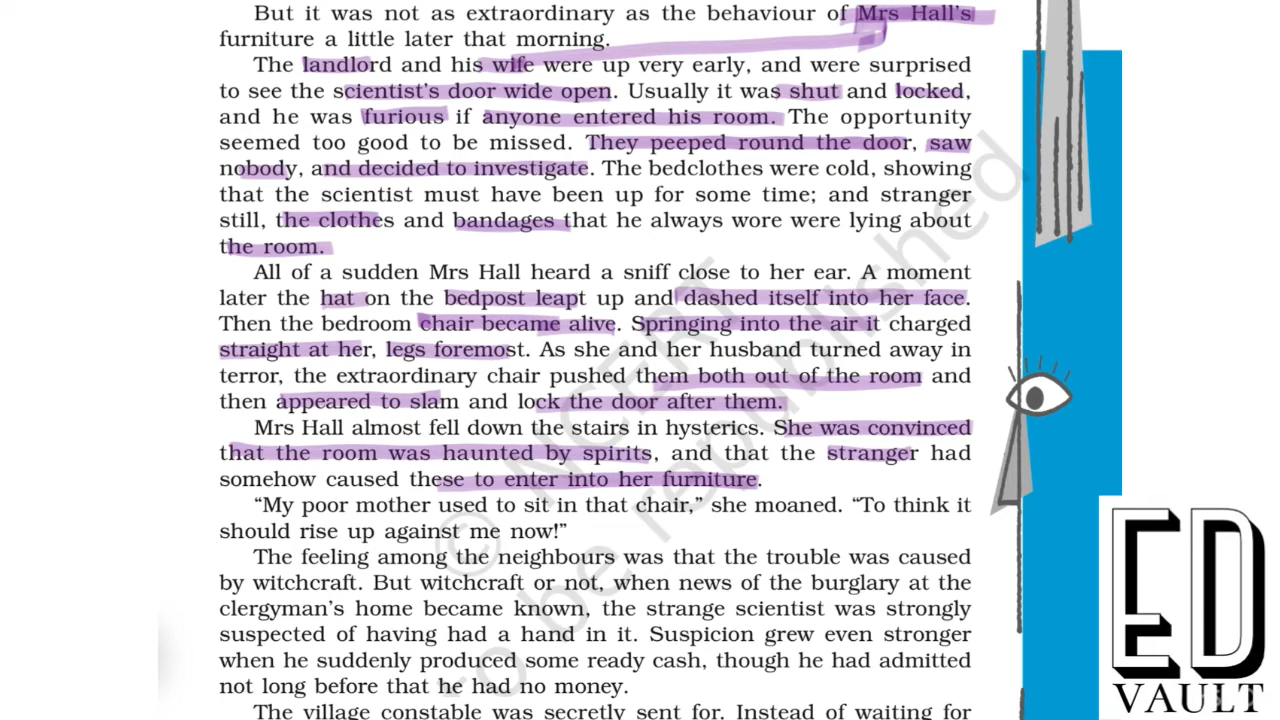 But it was not as extraordinary as the behaviour of Mrs Hall's
furniture a little later that morning.
The landlord and his wife were up very early, and were surprised
to see the scientist's door wide open. Usually it was shut and locked,
and he was furious if anyone entered his room. The opportunity
seemed too good to be missed. They peeped round the door, saw
nobody, and decided to investigate. The bedclothes were cold, showing
that the scientist must have been up for some time; and stranger
still, the clothes and bandages that he always wore were lying about
the room.
All of a sudden Mrs Hall heard a sniff close to her ear. A moment
later the hat on the bedpost leapt up and dashed itself into her face.
Then the bedroom chair became alive. Springing into the air it charged
straight at her, legs foremost. As she and her husband turned away in
terror, the extraordinary chair pushed them both out of the room and
then appeared to slam and lock the door after them.
Mrs Hall almost fell down the stairs in hysterics. She was convinced
that the room was haunted by spirits, and that the stranger had
somehow caused these to enter into her furniture.
“My poor mother used to sit in that chair,” she moaned. “To think it
should rise up against me now!”
The feeling among the neighbours was that the trouble was caused
by witchcraft. But witchcraft or not, when news of the burglary at the
clergyman's home became known, the strange scientist was strongly
suspected of having had a hand in it. Suspicion grew even stronger
when he suddenly produced some ready cash, though he had admitted
not long before that he had no money.
The village constable was secretly sent for. Instead of waiting for
© NCERT
to be republished
ED
VAULT